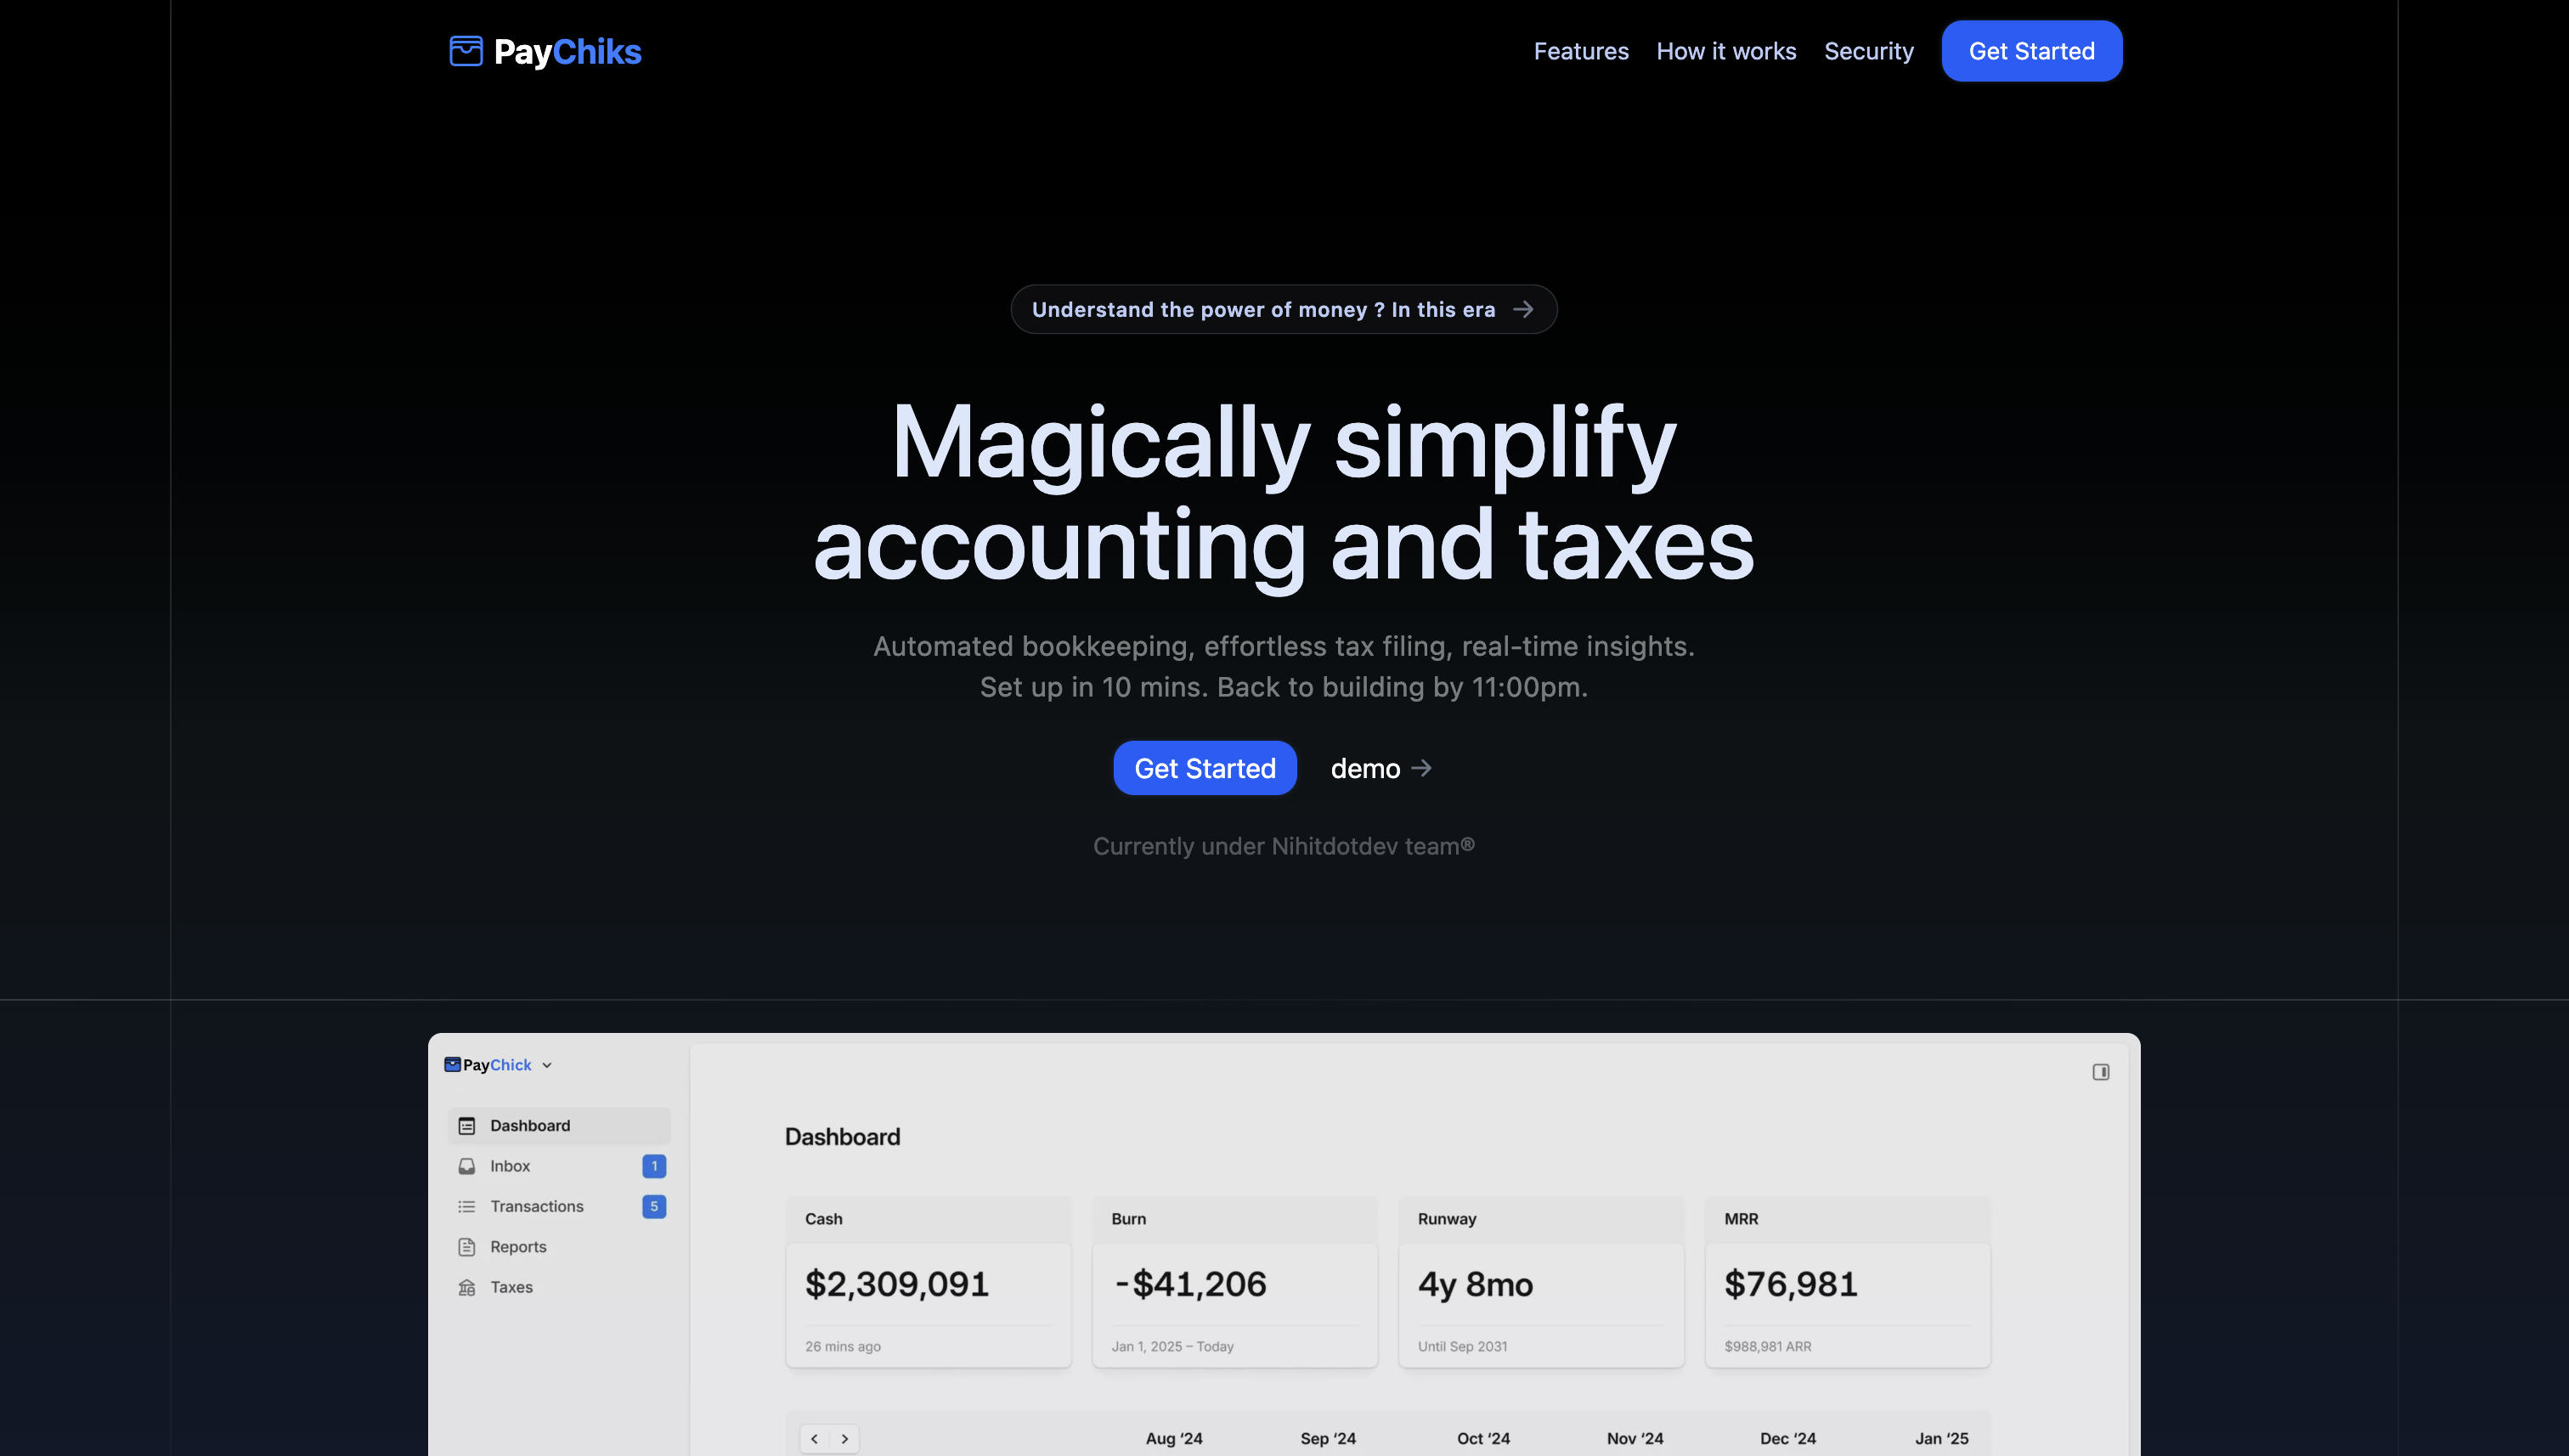 PayChiks
Features How it works Security Get Started
Understand the power of money ? In this era →
Magically simplify
accounting and taxes
Automated bookkeeping, effortless tax filing, real-time insights.
Set up in 10 mins. Back to building by 11:00pm.
Get Started demo →
Currently under Nihitdotdev team®
PayChick
Dashboard
Inbox 1
Transactions 5
Reports
Taxes
Dashboard
Cash Burn Runway MRR
$2,309,091 -$41,206 4y 8mo $76,981
26 mins ago Jan 1, 2025 – Today Until Sep 2031 $988,981 ARR
Aug ‘24 Sep ‘24 Oct ‘24 Nov ‘24 Dec ‘24 Jan ‘25